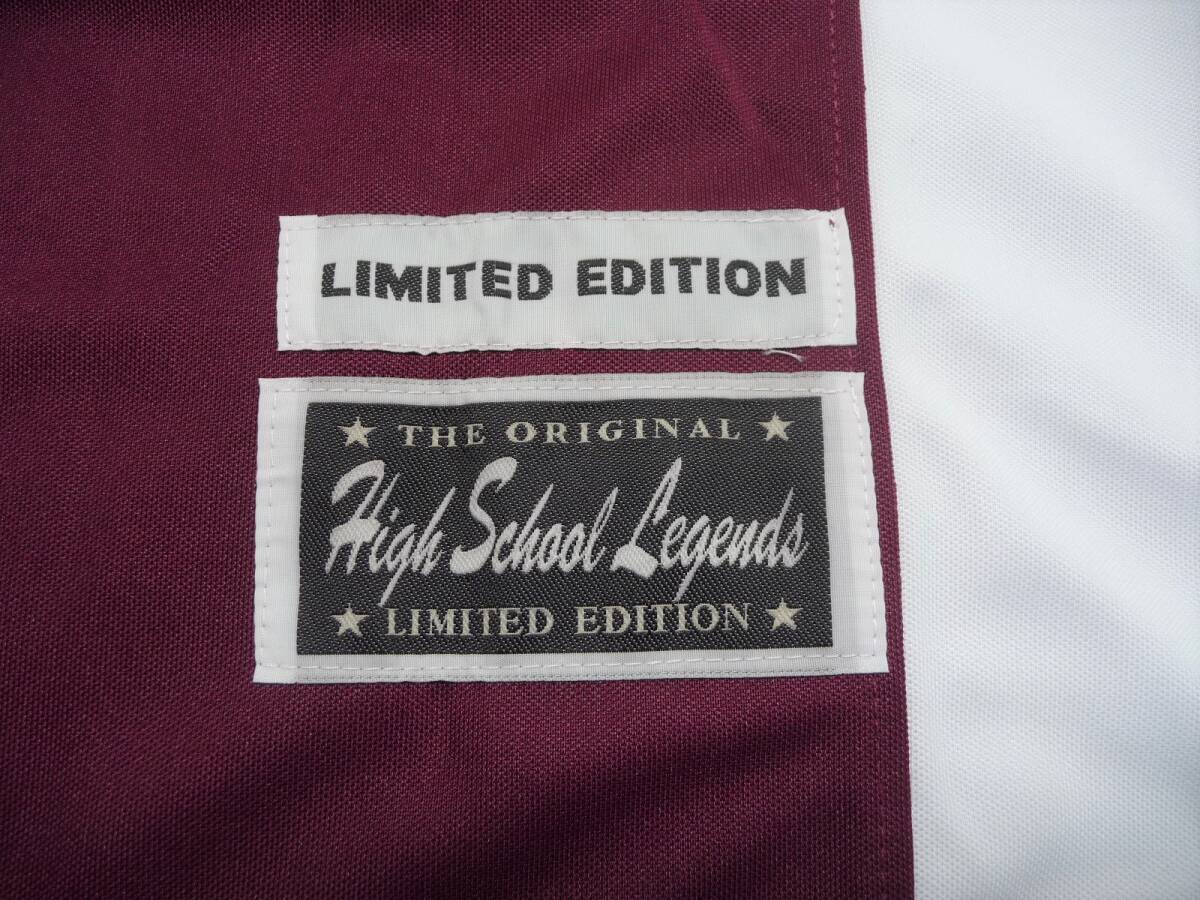 LIMITED EDITION
THE ORIGINAL
High School Legends
LIMITED EDITION